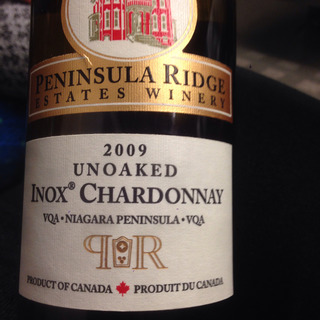 PENINSULA RIDGE
ESTATES WINERY
2009
UNOAKED
INOX® CHARDONNAY
VQA • NIAGARA PENINSULA • VQA
PR
PRODUCT OF CANADA PRODUIT DU CANADA